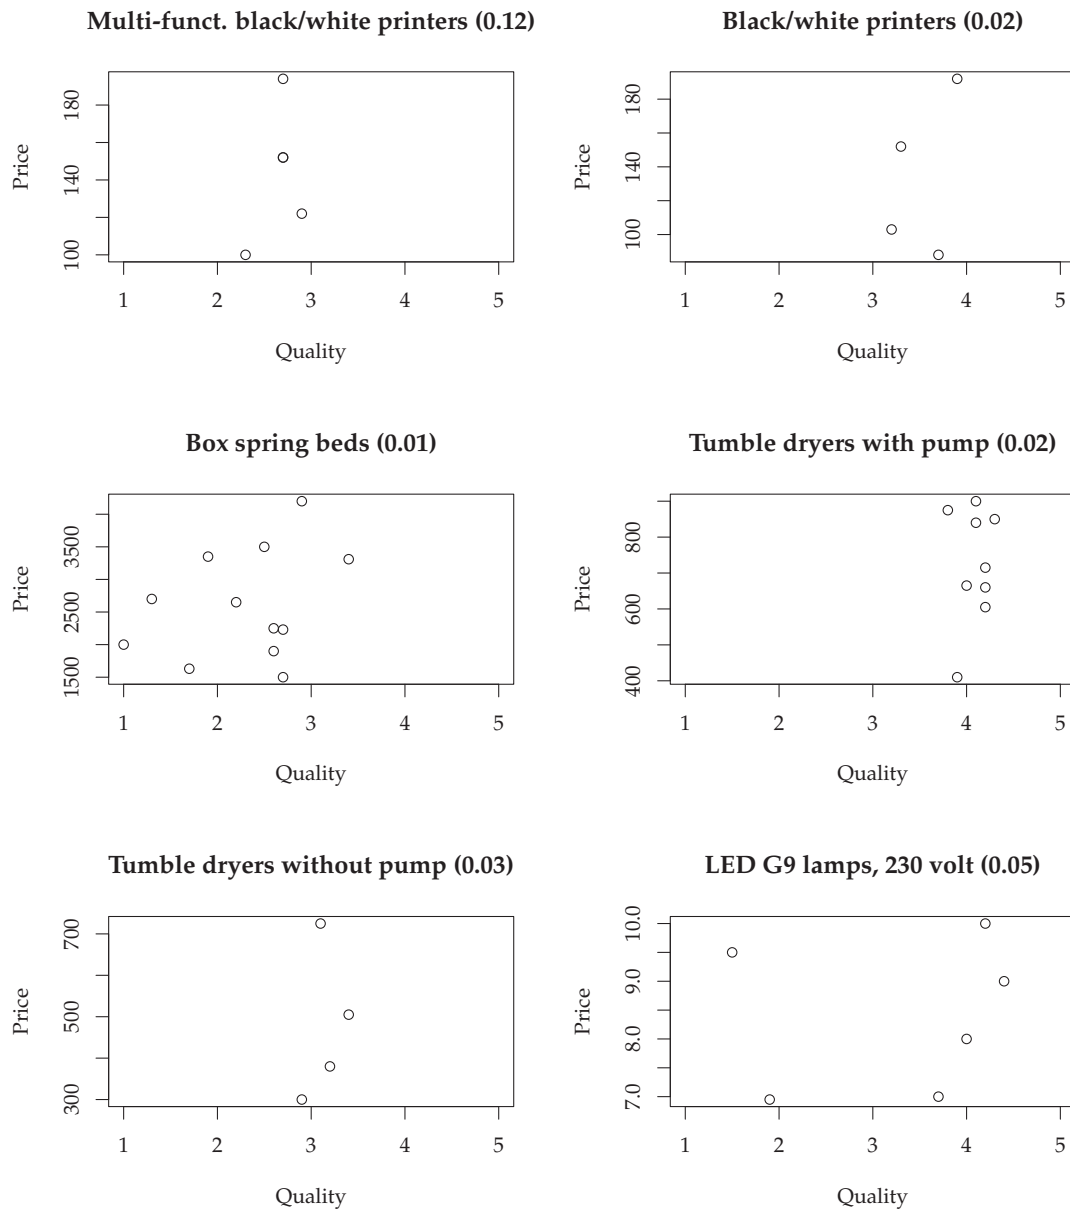 Multi-funct. black/white printers (0.12)
Price
180
140
100
1 2 3 4 5
Quality
Black/white printers (0.02)
Price
180
140
100
1 2 3 4 5
Quality
Box spring beds (0.01)
Price
3500
2500
1500
1 2 3 4 5
Quality
Tumble dryers with pump (0.02)
Price
800
600
400
1 2 3 4 5
Quality
Tumble dryers without pump (0.03)
Price
700
500
300
1 2 3 4 5
Quality
LED G9 lamps, 230 volt (0.05)
Price
10.0
9.0
8.0
7.0
1 2 3 4 5
Quality